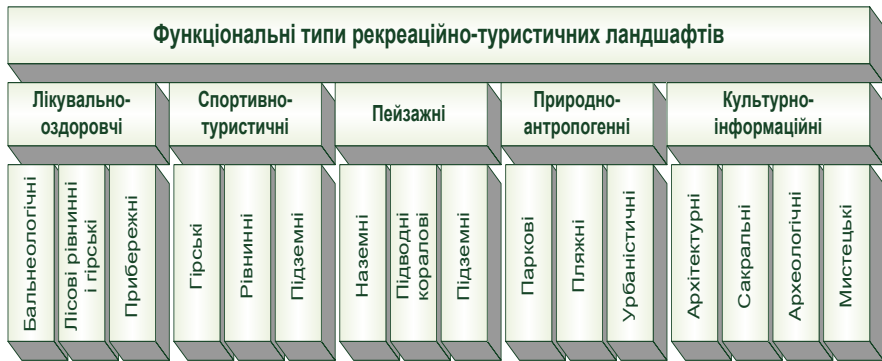 Функціональні типи рекреаційно-туристичних ландшафтів
Лікувально-
оздоровчі
Спортивно-
туристичні
Пейзажні
Природно-
антропогенні
Культурно-
інформаційні
Бальнеологічні
Лісові рівнинні
і гірські
Прибережні
Гірські
Рівнинні
Підземні
Наземні
Підводні
коралові
Підземні
Паркові
Пляжні
Урбаністичні
Архітектурні
Сакральні
Археологічні
Мистецькі